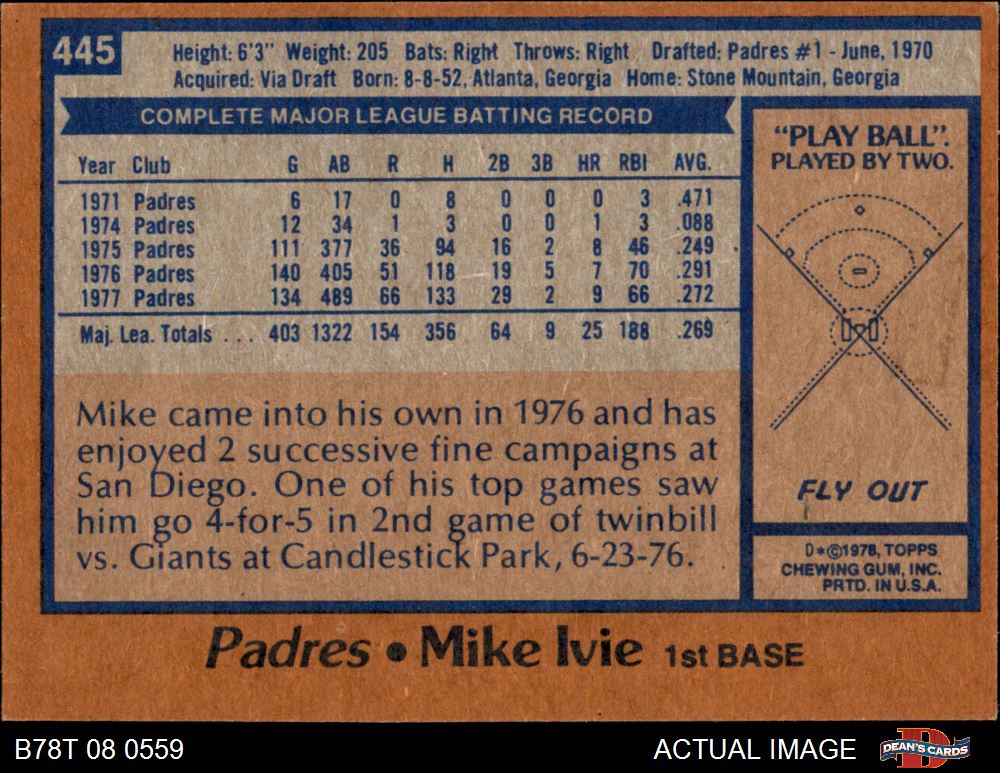 445
Height: 6'3" Weight: 205 Bats: Right Throws: Right Drafted: Padres #1 - June, 1970
Acquired: Via Draft Born: 8-8-52, Atlanta, Georgia Home: Stone Mountain, Georgia
COMPLETE MAJOR LEAGUE BATTING RECORD
Year Club G AB R H 2B 3B HR RBI AVG.
1971 Padres 6 17 0 8 0 0 0 3 .471
1974 Padres 12 34 1 3 0 0 1 3 .088
1975 Padres 111 377 36 94 16 2 8 46 .249
1976 Padres 140 405 51 118 19 5 7 70 .291
1977 Padres 134 489 66 133 29 2 9 66 .272
Maj. Lea. Totals . . . 403 1322 154 356 64 9 25 188 .269
Mike came into his own in 1976 and has
enjoyed 2 successive fine campaigns at
San Diego. One of his top games saw
him go 4-for-5 in 2nd game of twinbill
vs. Giants at Candlestick Park, 6-23-76.
"PLAY BALL".
PLAYED BY TWO.
FLY OUT
D*©1978, TOPPS
CHEWING GUM, INC.
PRTD. IN U.S.A.
Padres • Mike Ivie 1st BASE
B78T 08 0559
ACTUAL IMAGE
DEAN'S CARDS